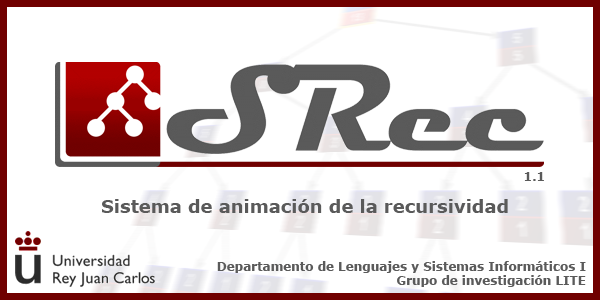 SRec
1.1
Sistema de animación de la recursividad
Universidad
Rey Juan Carlos
Departamento de Lenguajes y Sistemas Informáticos I
Grupo de investigación LITE